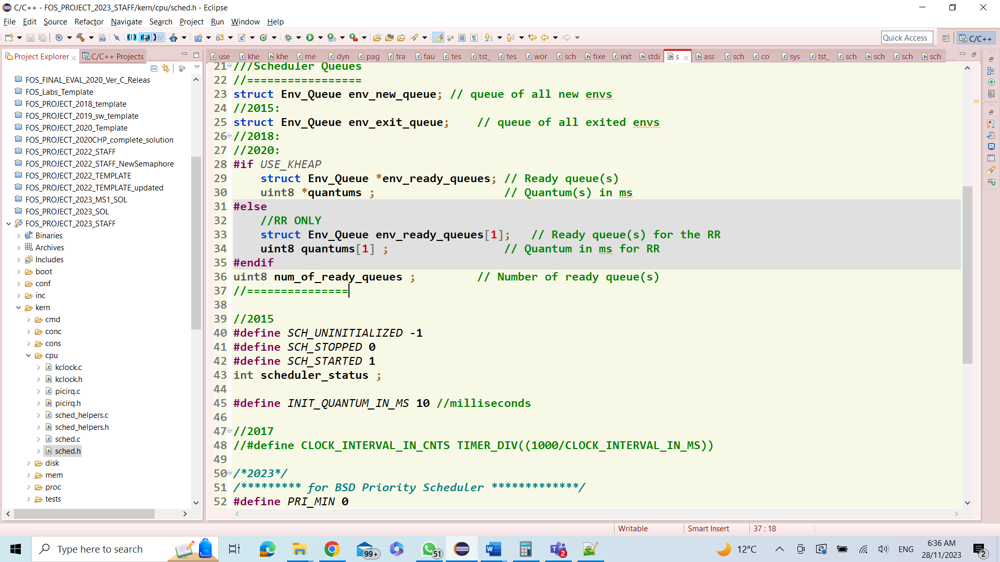 C/C++ - FOS_PROJECT_2023_STAFF/kern/cpu/sched.h - Eclipse
File Edit Source Refactor Navigate Search Project Run Window Help
Quick Access
C/C++
Project Explorer
C/C++ Projects
use khe khe me dyn pag tra fau tes tst_ tes wor sch fixe init stdi s ass sch co sys tst_ sch sch sch sch
FOS_FINAL_EVAL_2020_Ver_C_Releas
FOS_Labs_Template
FOS_PROJECT_2018_template
FOS_PROJECT_2019_sw_template
FOS_PROJECT_2020_Template
FOS_PROJECT_2020CHP_complete_solution
FOS_PROJECT_2022_STAFF
FOS_PROJECT_2022_STAFF_NewSemaphore
FOS_PROJECT_2022_TEMPLATE
FOS_PROJECT_2022_TEMPLATE_updated
FOS_PROJECT_2023_MS1_SOL
FOS_PROJECT_2023_SOL
FOS_PROJECT_2023_STAFF
Binaries
Archives
Includes
boot
conf
inc
kern
cmd
conc
cons
cpu
kclock.c
kclock.h
picirq.c
picirq.h
sched_helpers.c
sched_helpers.h
sched.c
sched.h
disk
mem
proc
tests
21 ///Scheduler Queues
22 //=================
23 struct Env_Queue env_new_queue; // queue of all new envs
24 //2015:
25 struct Env_Queue env_exit_queue; // queue of all exited envs
26 //2018:
27 //2020:
28 #if USE_KHEAP
29 struct Env_Queue *env_ready_queues; // Ready queue(s)
30 uint8 *quantums ; // Quantum(s) in ms
31 #else
32 //RR ONLY
33 struct Env_Queue env_ready_queues[1]; // Ready queue(s) for the RR
34 uint8 quantums[1] ; // Quantum in ms for RR
35 #endif
36 uint8 num_of_ready_queues ; // Number of ready queue(s)
37 //===============
38
39 //2015
40 #define SCH_UNINITIALIZED -1
41 #define SCH_STOPPED 0
42 #define SCH_STARTED 1
43 int scheduler_status ;
44
45 #define INIT_QUANTUM_IN_MS 10 //milliseconds
46
47 //2017
48 //#define CLOCK_INTERVAL_IN_CNTS TIMER_DIV((1000/CLOCK_INTERVAL_IN_MS))
49
50 /*2023*/
51 /********* for BSD Priority Scheduler *************/
52 #define PRI_MIN 0
Writable Smart Insert 37 : 18
Type here to search
99+
51
2
12°C
ENG
6:36 AM
28/11/2023
2